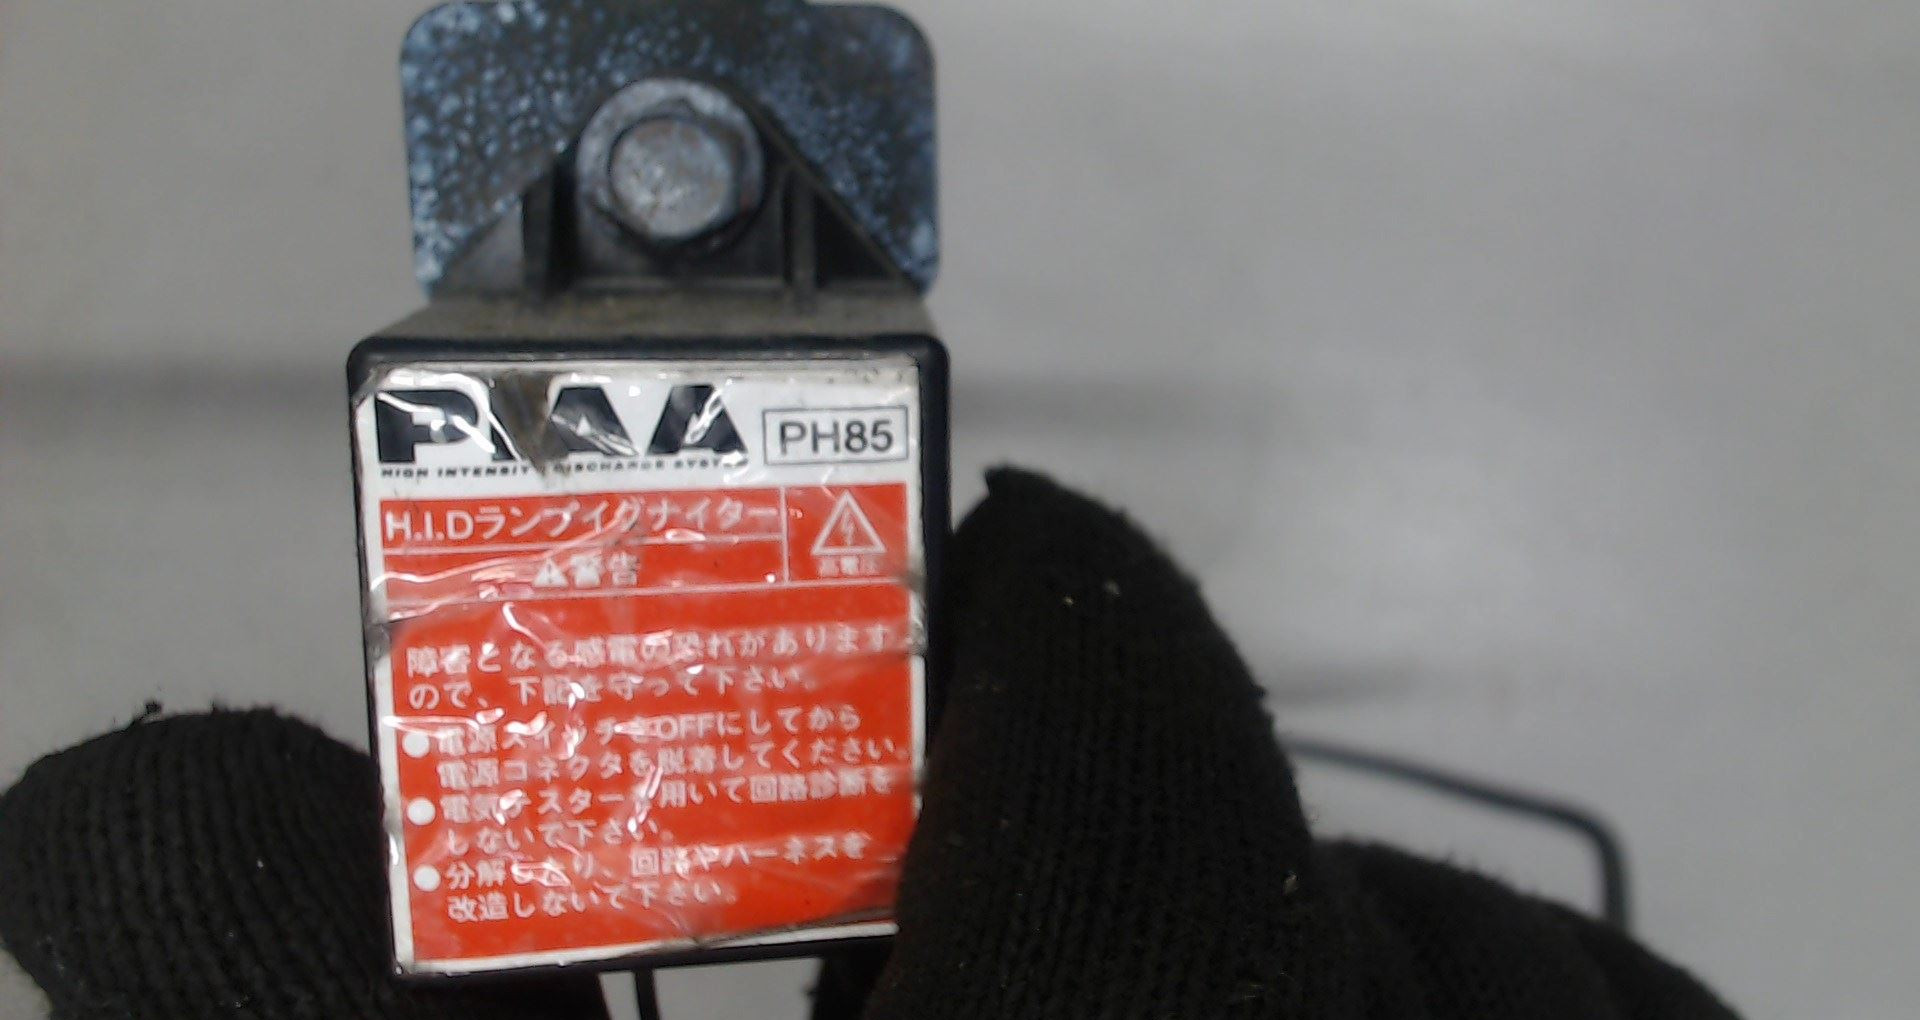 PIAA
PH85
HIGH INTENSITY DISCHARGE SYSTEM
H.I.Dランプイグナイター
高電圧
警告
障害となる感電の恐れがあります
ので、下記を守って下さい。
●電源スイッチをOFFにしてから
電源コネクタを脱着してください。
●電気テスターを用いて回路診断を
しないで下さい。
●分解したり、回路やハーネスを
改造しないで下さい。